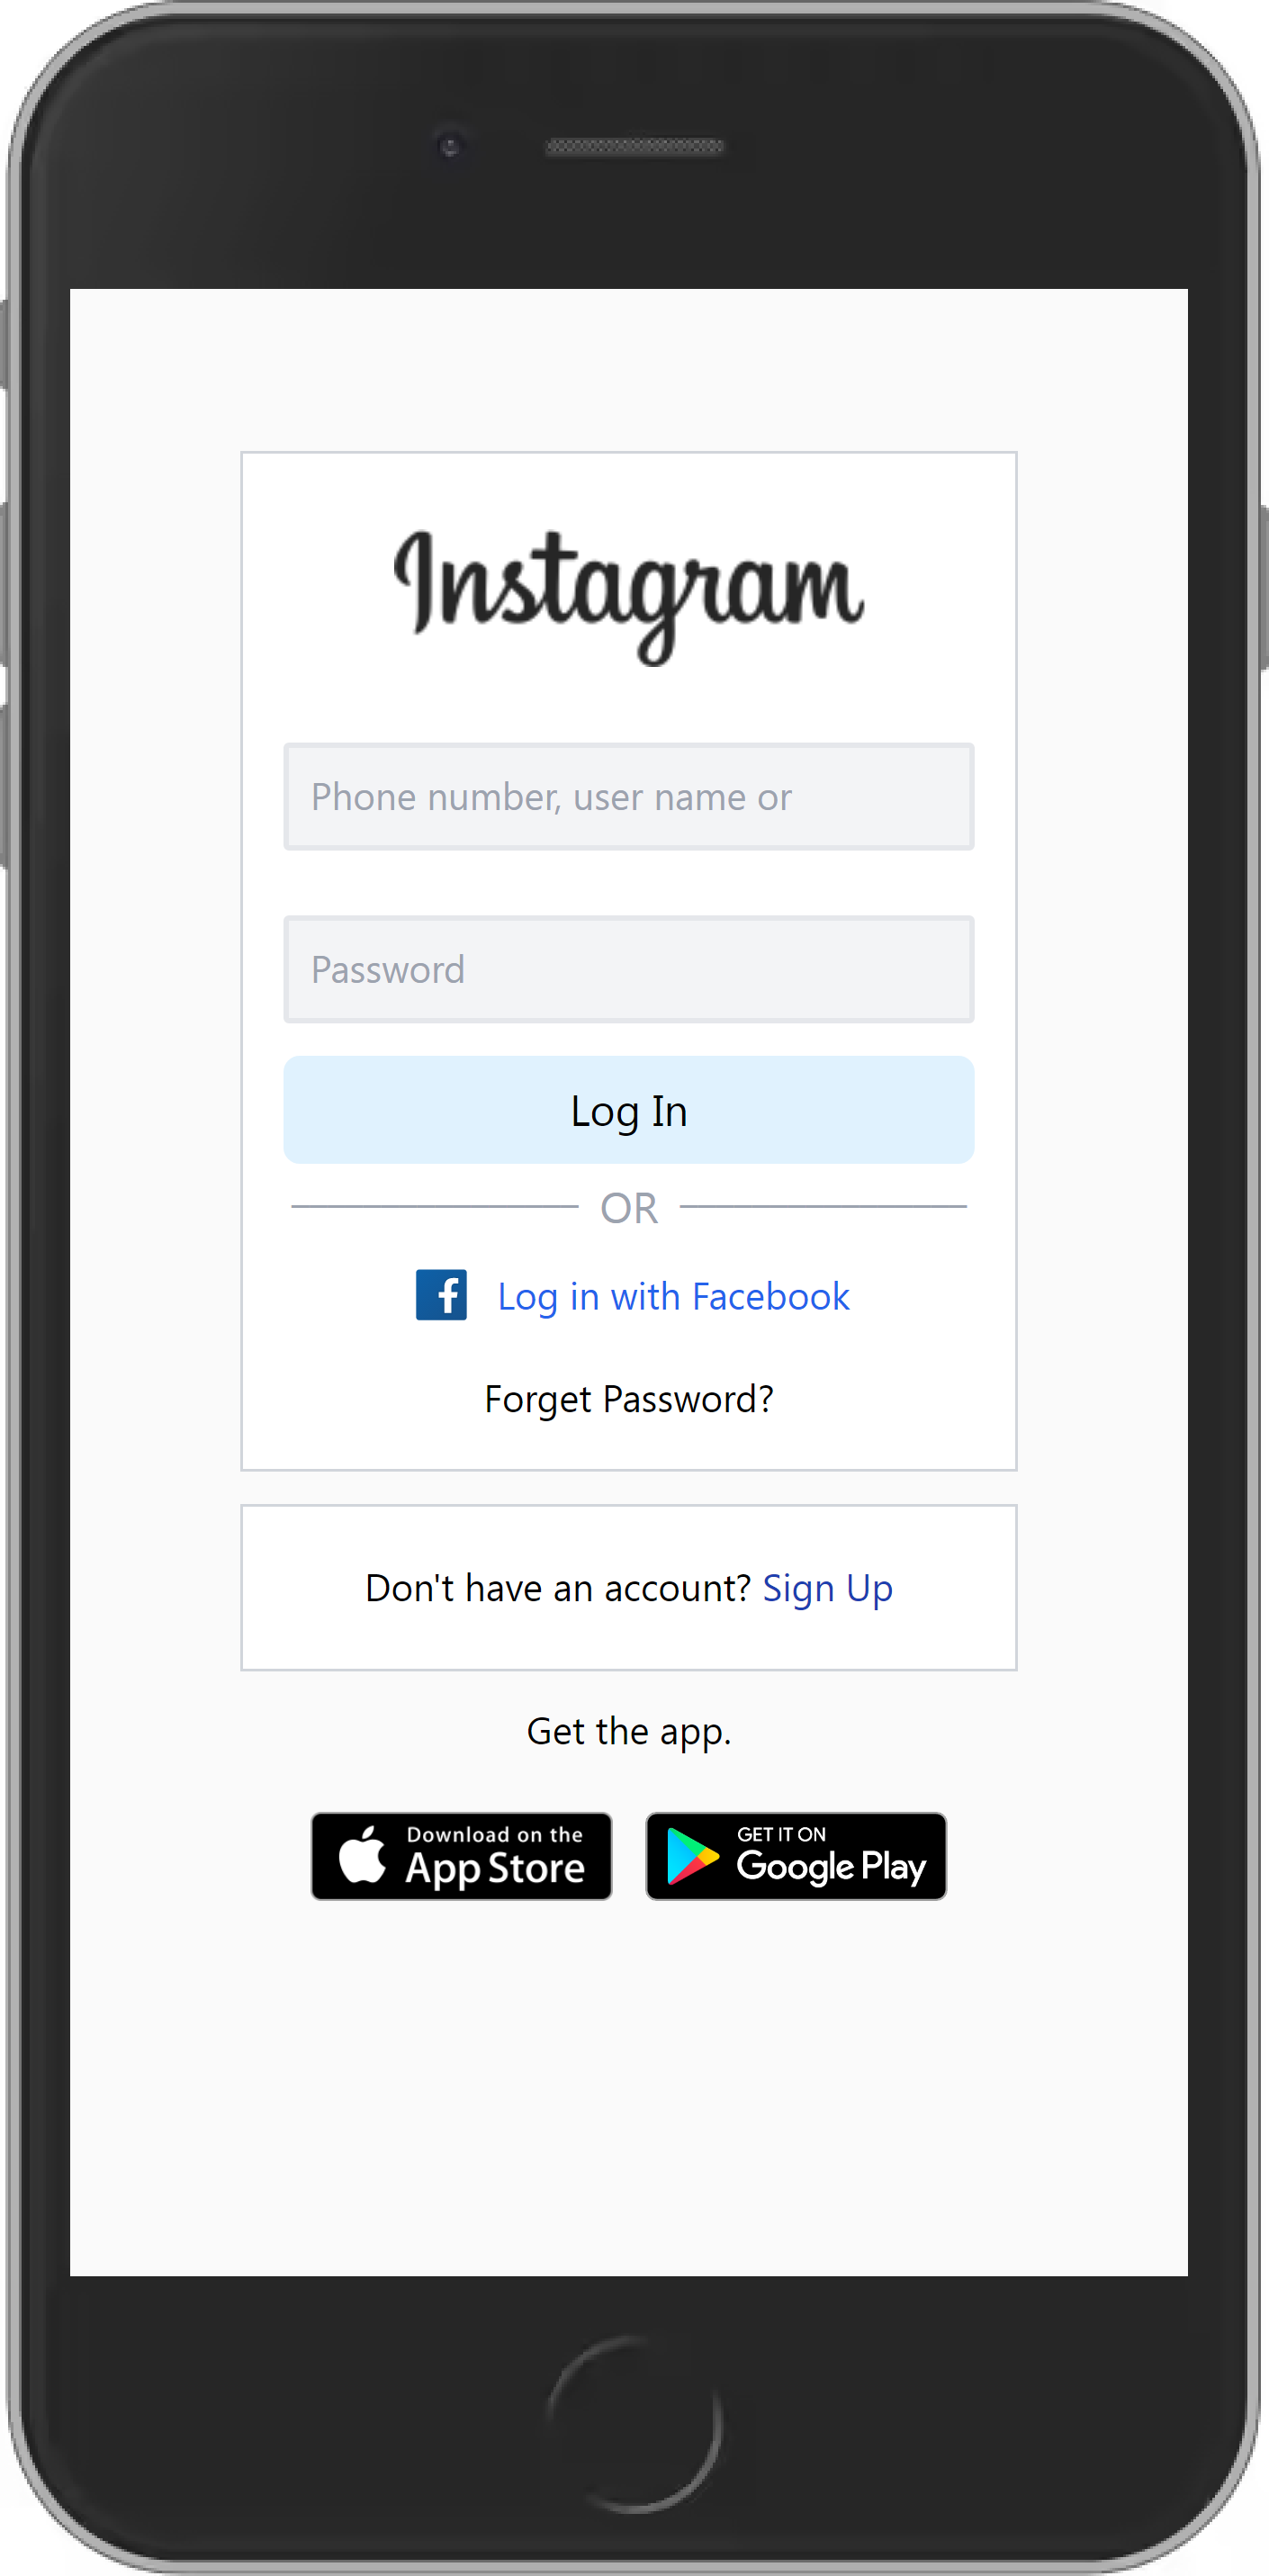 Instagram
Phone number, user name or
Password
Log In
OR
Log in with Facebook
Forget Password?
Don't have an account? Sign Up
Get the app.
Download on the
App Store
GET IT ON
Google Play